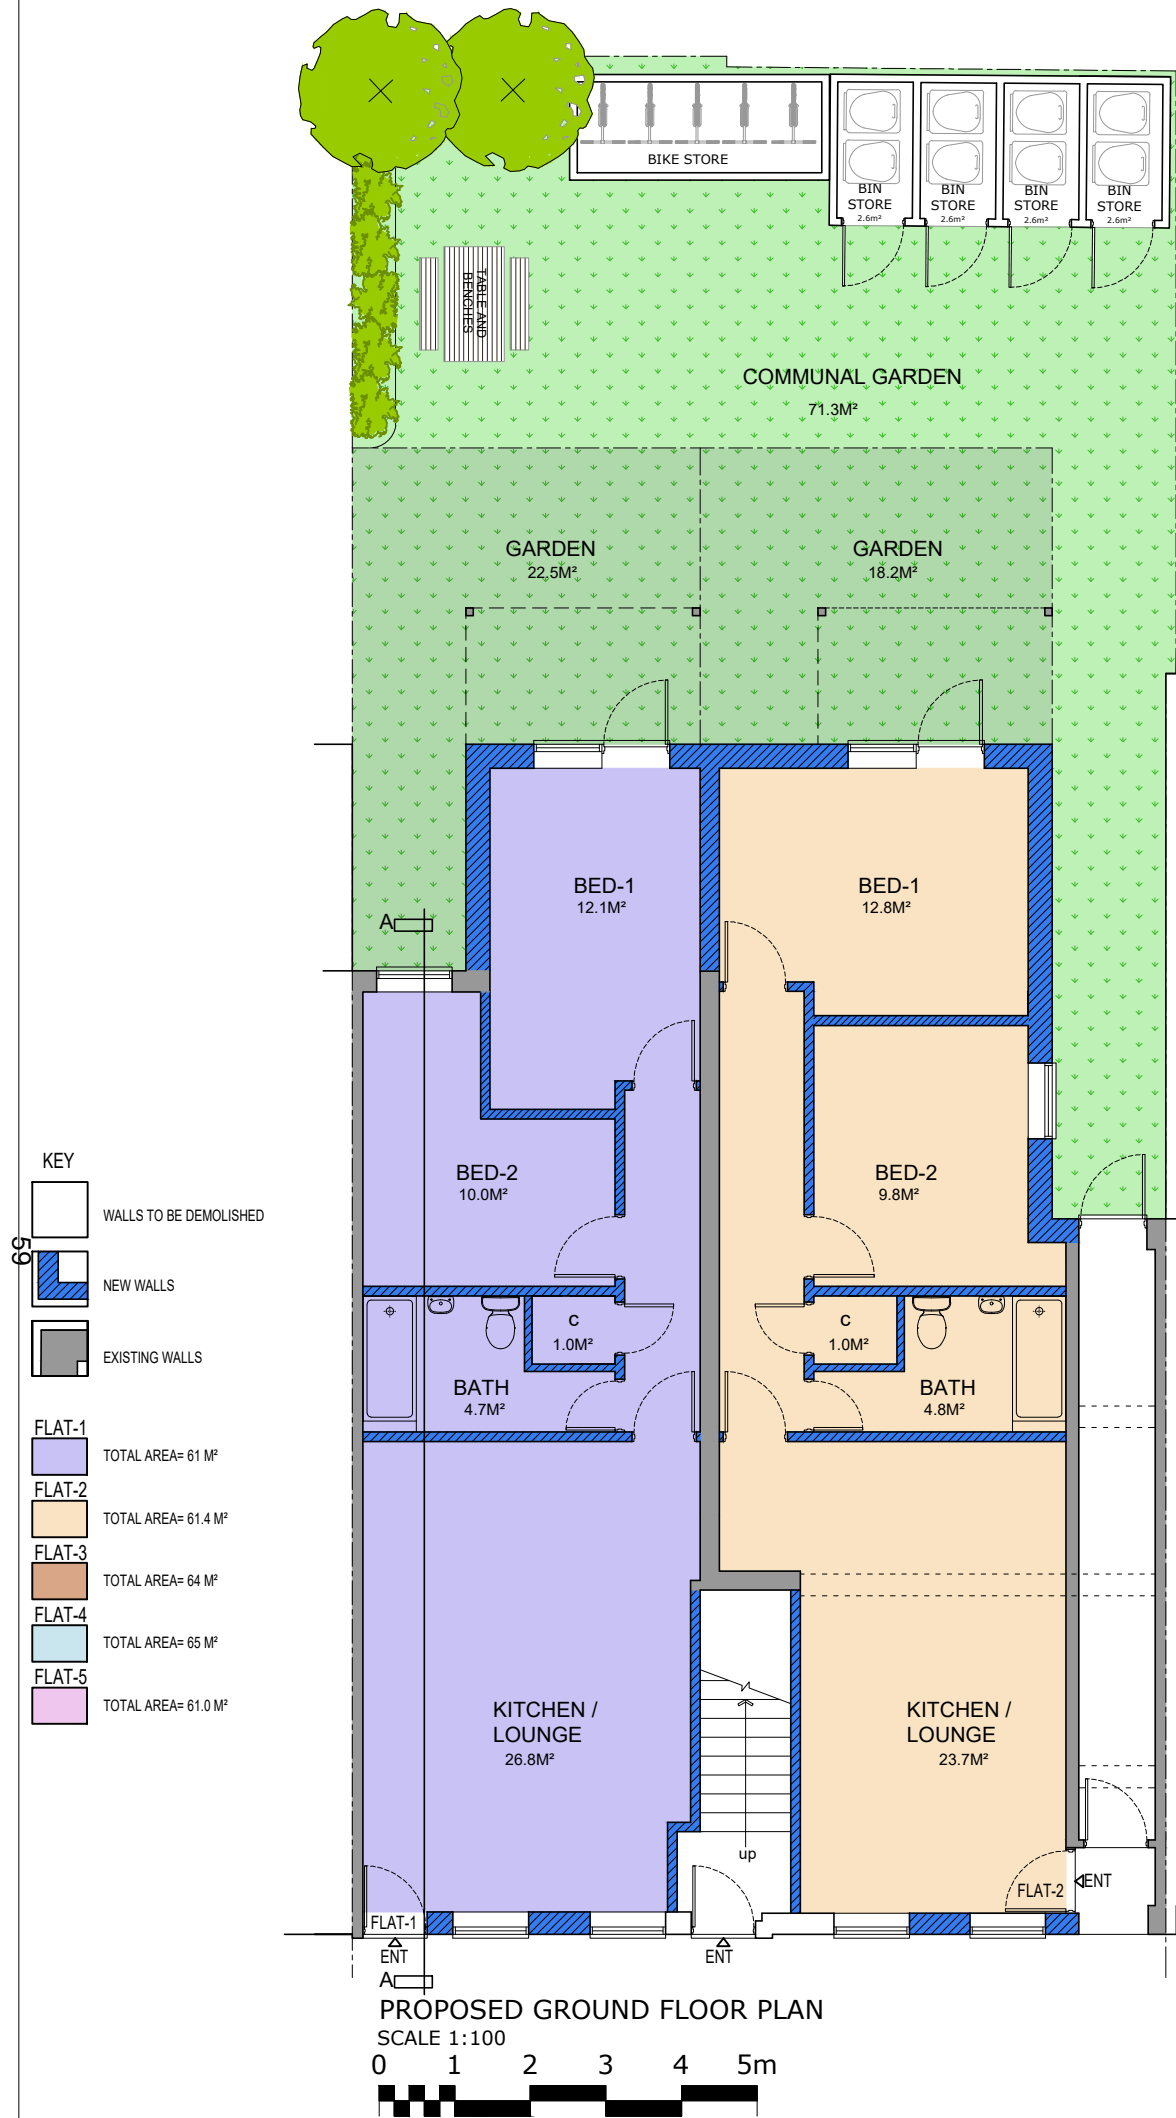 BIKE STORE
BIN
STORE
2.6m²
BIN
STORE
2.6m²
BIN
STORE
2.6m²
BIN
STORE
2.6m²
TABLE AND
BENCHES
COMMUNAL GARDEN
71.3M²
GARDEN
22.5M²
GARDEN
18.2M²
BED-1
12.1M²
BED-1
12.8M²
A
BED-2
10.0M²
BED-2
9.8M²
C
1.0M²
C
1.0M²
BATH
4.7M²
BATH
4.8M²
KITCHEN /
LOUNGE
26.8M²
KITCHEN /
LOUNGE
23.7M²
up
FLAT-1
ENT
ENT
FLAT-2
ENT
A
KEY
WALLS TO BE DEMOLISHED
59
NEW WALLS
EXISTING WALLS
FLAT-1
TOTAL AREA= 61 M²
FLAT-2
TOTAL AREA= 61.4 M²
FLAT-3
TOTAL AREA= 64 M²
FLAT-4
TOTAL AREA= 65 M²
FLAT-5
TOTAL AREA= 61.0 M²
PROPOSED GROUND FLOOR PLAN
SCALE 1:100
0 1 2 3 4 5m